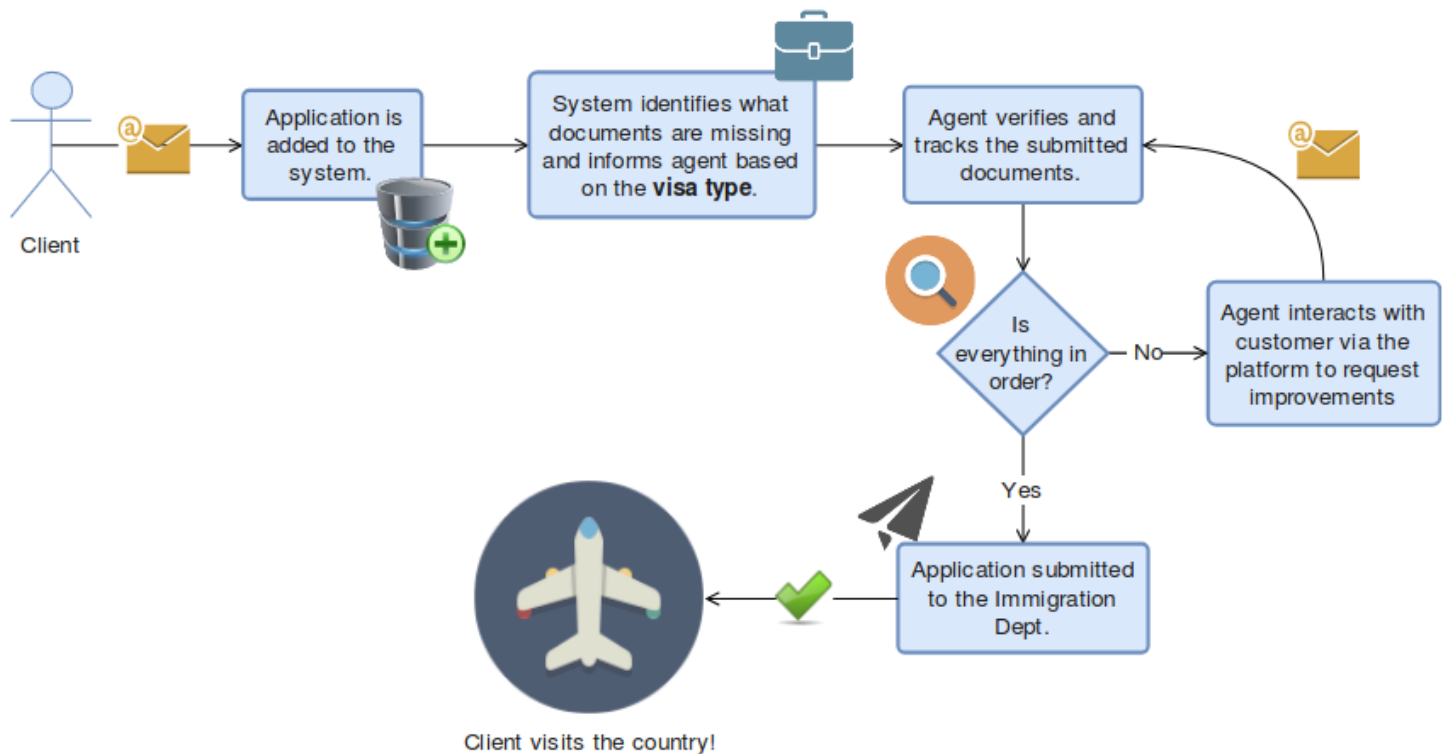 Client
Application is
added to the
system.
System identifies what
documents are missing
and informs agent based
on the visa type.
Agent verifies and
tracks the submitted
documents.
Is
everything in
order?
No
Agent interacts with
customer via the
platform to request
improvements
Yes
Application submitted
to the Immigration
Dept.
Client visits the country!